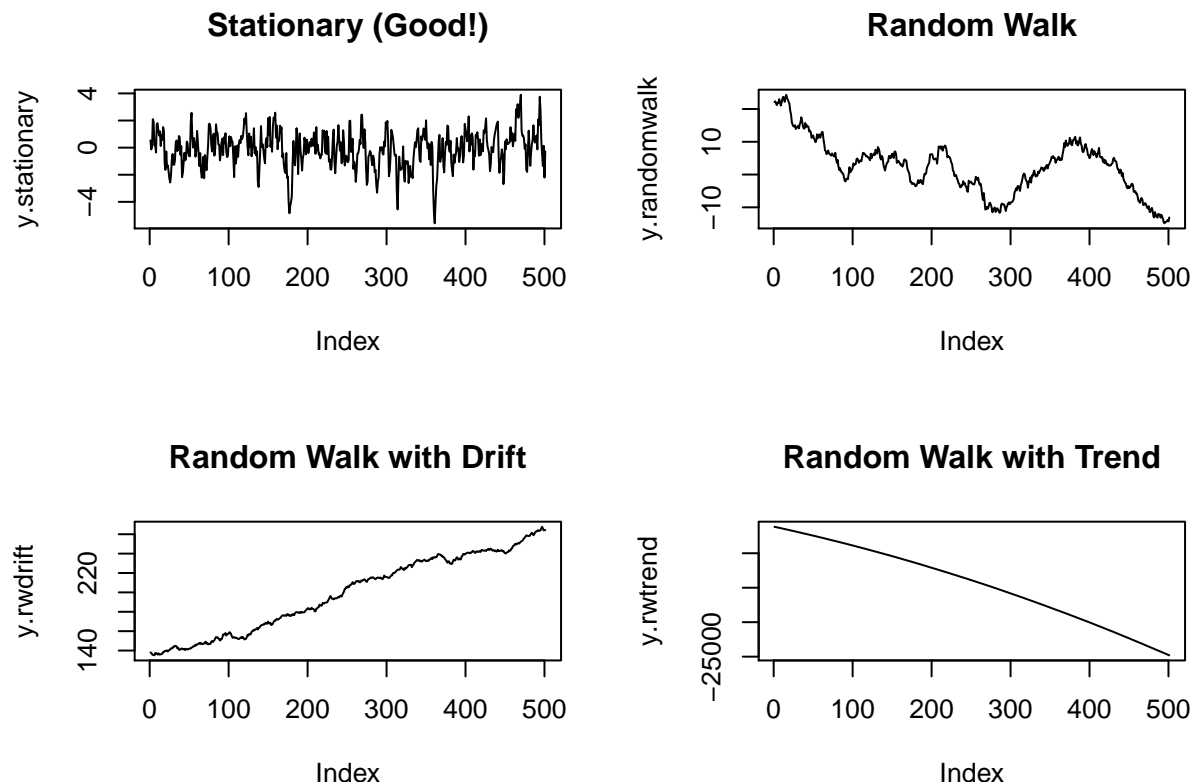 Stationary (Good!)
y.stationary
4
0
−4
0 100 200 300 400 500
Index
Random Walk
y.randomwalk
10
−10
0 100 200 300 400 500
Index
Random Walk with Drift
y.rwdrift
220
140
0 100 200 300 400 500
Index
Random Walk with Trend
y.rwtrend
−25000
0 100 200 300 400 500
Index